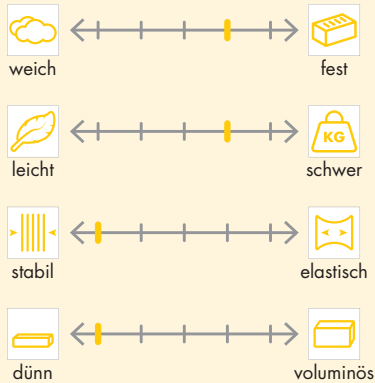 weich fest
KG
leicht schwer
stabil elastisch
dünn voluminös